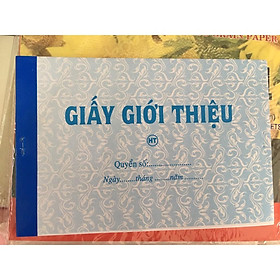 GIẤY GIỚI THIỆU
HT
Quyển số:......................
Ngày........tháng ........năm ..........